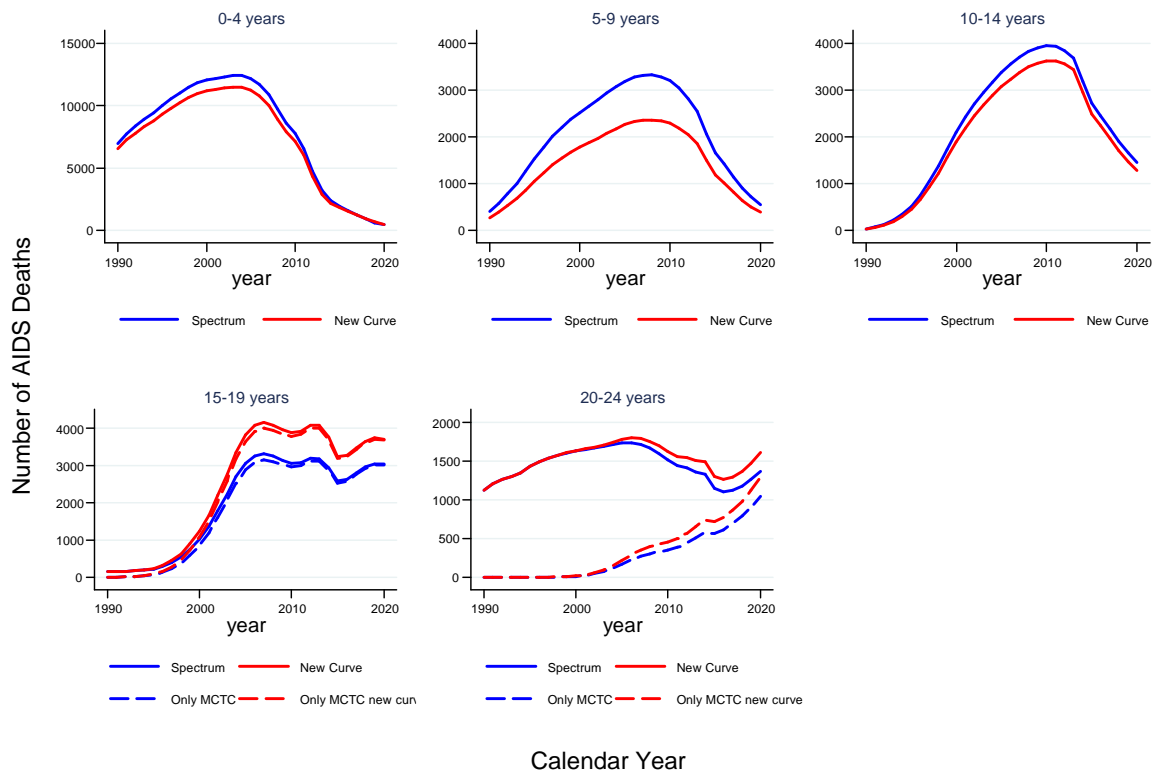 0-4 years
15000
10000
5000
0
1990 2000 2010 2020
year
Spectrum New Curve
5-9 years
4000
3000
2000
1000
0
1990 2000 2010 2020
year
Spectrum New Curve
10-14 years
4000
3000
2000
1000
0
1990 2000 2010 2020
year
Spectrum New Curve
Number of AIDS Deaths
15-19 years
4000
3000
2000
1000
0
1990 2000 2010 2020
year
Spectrum New Curve
Only MCTC Only MCTC new curv
20-24 years
2000
1500
1000
500
0
1990 2000 2010 2020
year
Spectrum New Curve
Only MCTC Only MCTC new curve
Calendar Year